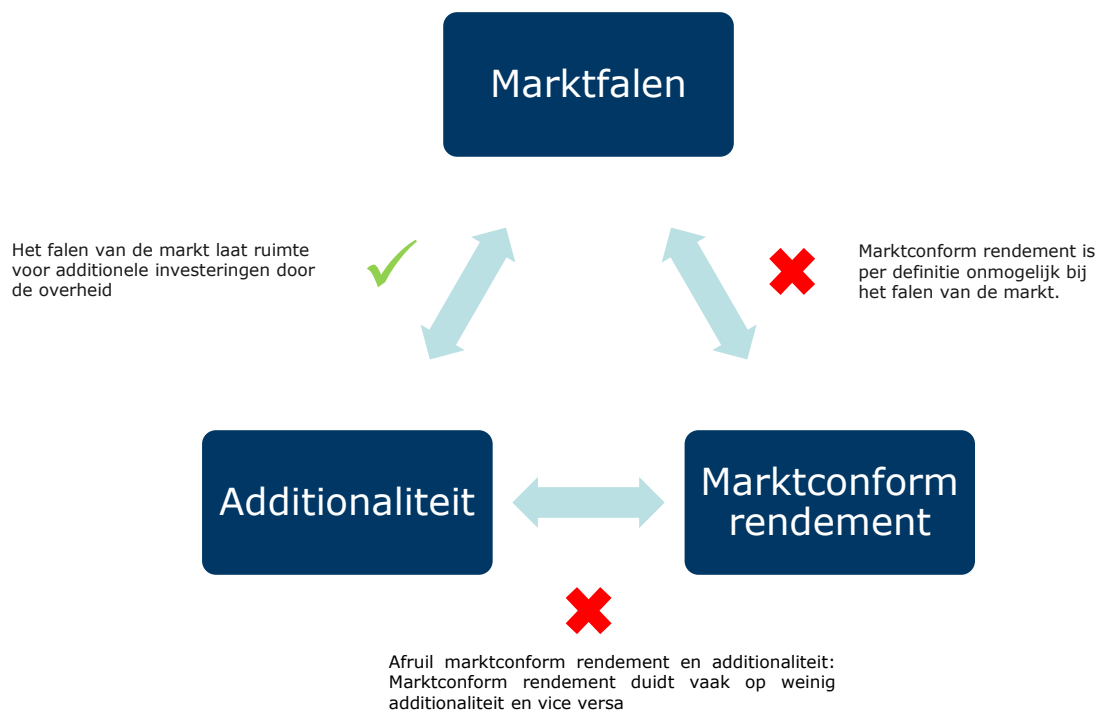 Marktfalen
Het falen van de markt laat ruimte
voor additionele investeringen door
de overheid
Marktconform rendement is
per definitie onmogelijk bij
het falen van de markt.
Additionaliteit
Marktconform
rendement
Afruil marktconform rendement en additionaliteit:
Marktconform rendement duidt vaak op weinig
additionaliteit en vice versa